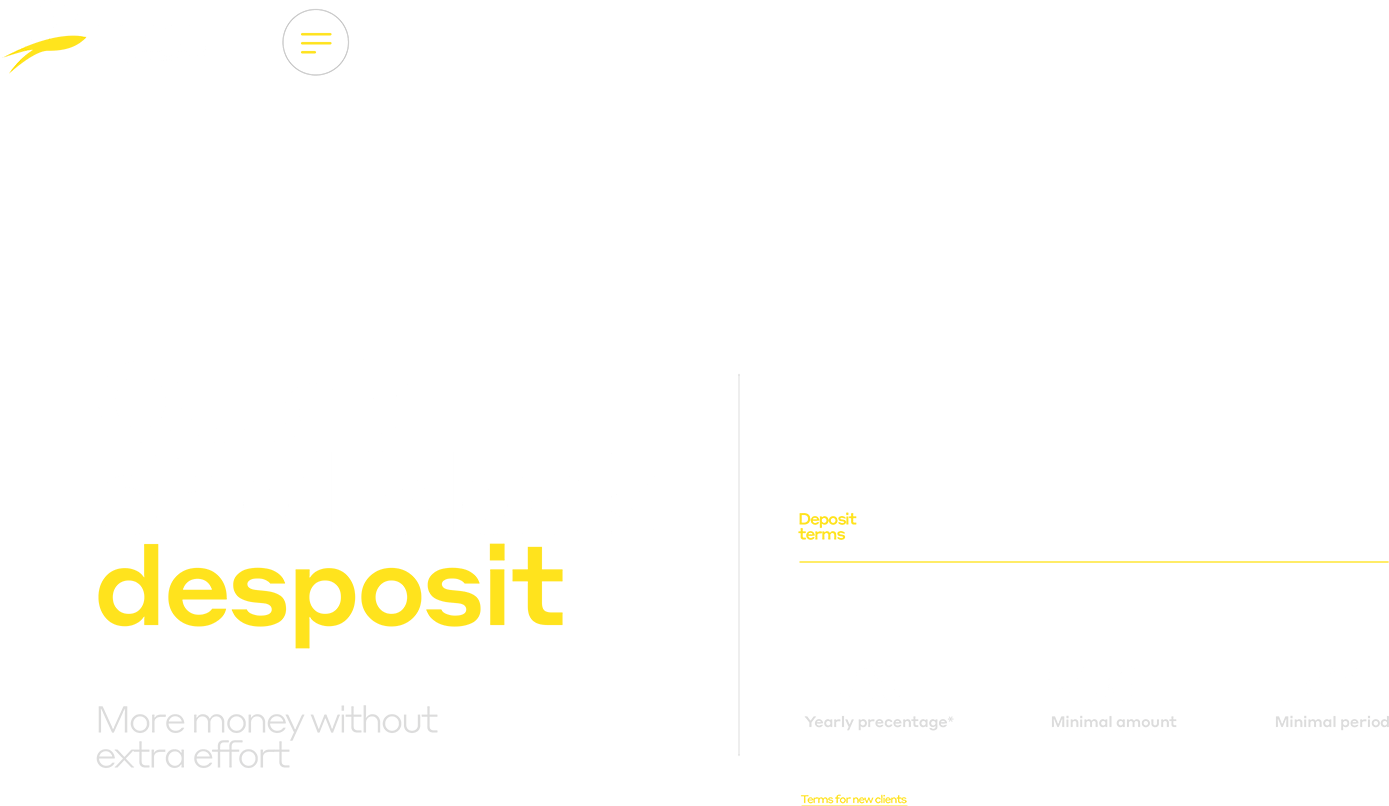 desposit
More money without
extra effort
Deposit
terms
Yearly precentage*
Minimal amount
Minimal period
Terms for new clients